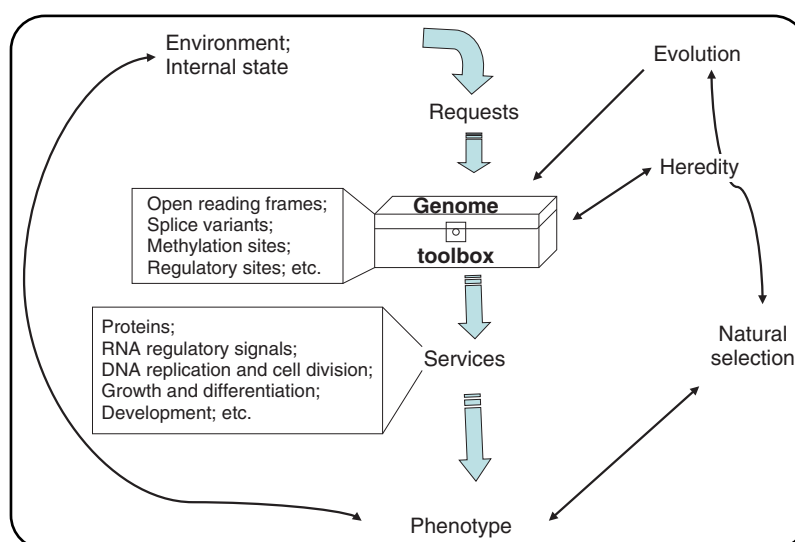 Environment;
Internal state
Evolution
Requests
Heredity
Open reading frames;
Splice variants;
Methylation sites;
Regulatory sites; etc.
Genome
toolbox
Proteins;
RNA regulatory signals;
DNA replication and cell division;
Growth and differentiation;
Development; etc.
Services
Natural
selection
Phenotype